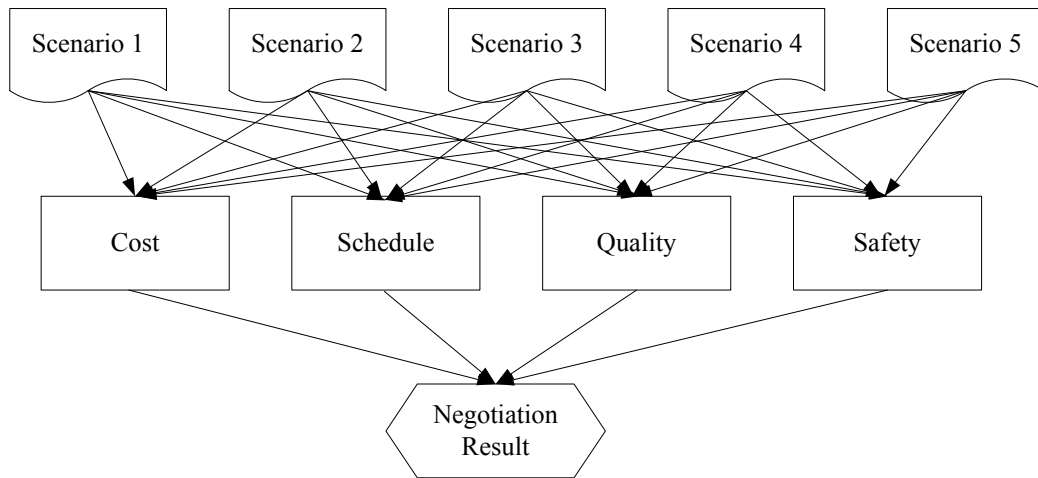 Scenario 1
Scenario 2
Scenario 3
Scenario 4
Scenario 5
Cost
Schedule
Quality
Safety
Negotiation
Result